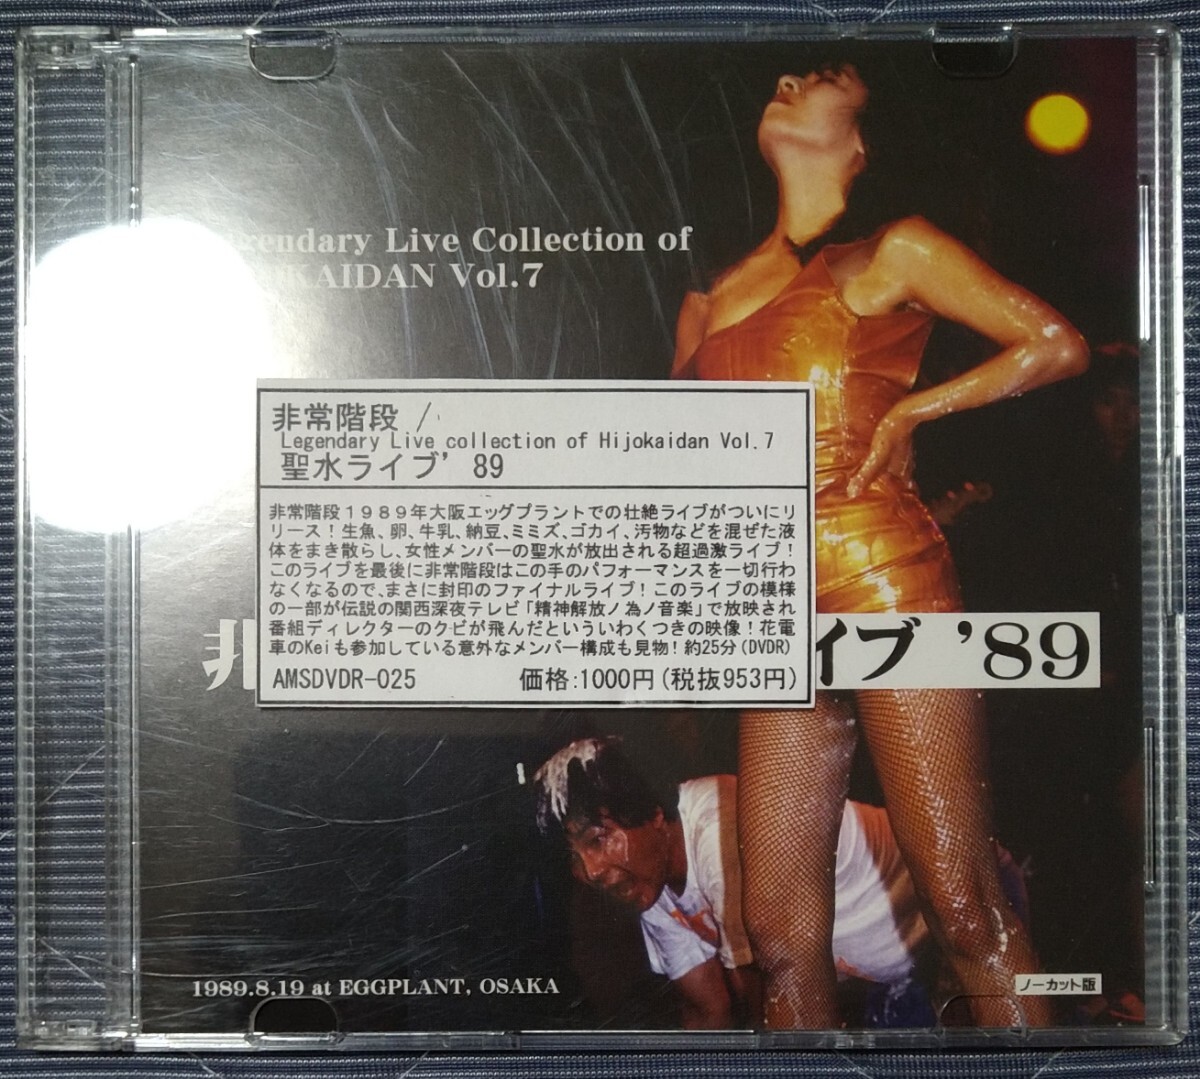 Legendary Live Collection of
KAIDAN Vol.7
非常階段 /
Legendary Live collection of Hijokaidan Vol.7
聖水ライブ'89
非常階段1989年大阪エッグプラントでの壮絶ライブがついにリ
リース!生魚、卵、牛乳、納豆、ミミズ、ゴカイ、汚物などを混ぜた液
体をまき散らし、女性メンバーの聖水が放出される超過激ライブ!
このライブを最後に非常階段はこの手のパフォーマンスを一切行わ
なくなるので、まさに封印のファイナルライブ!このライブの模様
の一部が伝説の関西深夜テレビ「精神解放ノ為ノ音楽」で放映され
番組ディレクターのクビが飛んだといういわくつきの映像!花電
車のKeiも参加している意外なメンバー構成も見物!約25分(DVDR)
AMSDVDR-025 価格:1000円(税抜953円)
非 イブ '89
1989.8.19 at EGGPLANT, OSAKA
ノーカット版